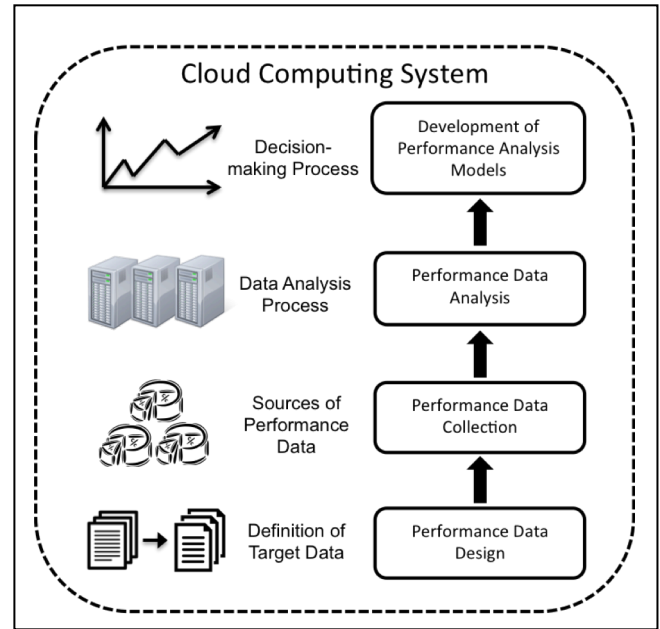 Cloud Computing System
Decision-
making Process
Development of
Performance Analysis
Models
Data Analysis
Process
Performance Data
Analysis
Sources of
Performance
Data
Performance Data
Collection
Definition of
Target Data
Performance Data
Design